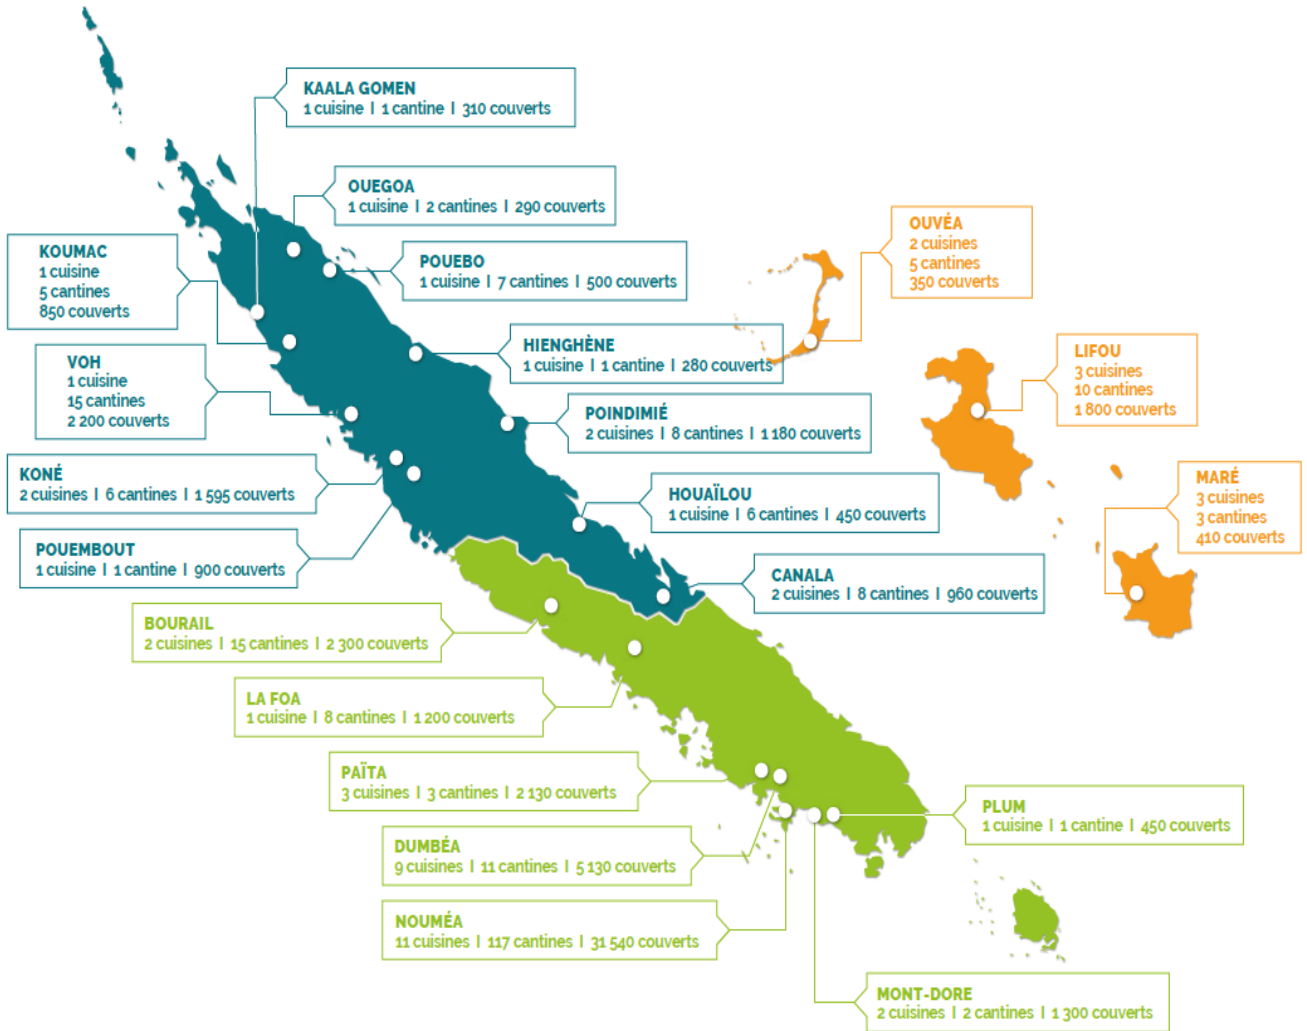 KAALA GOMEN
1 cuisine I 1 cantine I 310 couverts
OUEGOA
1 cuisine I 2 cantines I 290 couverts
OUVÉA
2 cuisines
5 cantines
350 couverts
KOUMAC
1 cuisine
5 cantines
850 couverts
POUEBO
1 cuisine I 7 cantines I 500 couverts
HIENGHÈNE
1 cuisine I 1 cantine I 280 couverts
LIFOU
3 cuisines
10 cantines
1 800 couverts
VOH
1 cuisine
15 cantines
2 200 couverts
POINDIMIÉ
2 cuisines I 8 cantines I 1 180 couverts
KONÉ
2 cuisines I 6 cantines I 1 595 couverts
HOUAÏLOU
1 cuisine I 6 cantines I 450 couverts
MARÉ
3 cuisines
3 cantines
410 couverts
POUEMBOUT
1 cuisine I 1 cantine I 900 couverts
CANALA
2 cuisines I 8 cantines I 960 couverts
BOURAIL
2 cuisines I 15 cantines I 2 300 couverts
LA FOA
1 cuisine I 8 cantines I 1 200 couverts
PAÏTA
3 cuisines I 3 cantines I 2 130 couverts
PLUM
1 cuisine I 1 cantine I 450 couverts
DUMBÉA
9 cuisines I 11 cantines I 5 130 couverts
NOUMÉA
11 cuisines I 117 cantines I 31 540 couverts
MONT-DORE
2 cuisines I 2 cantines I 1 300 couverts